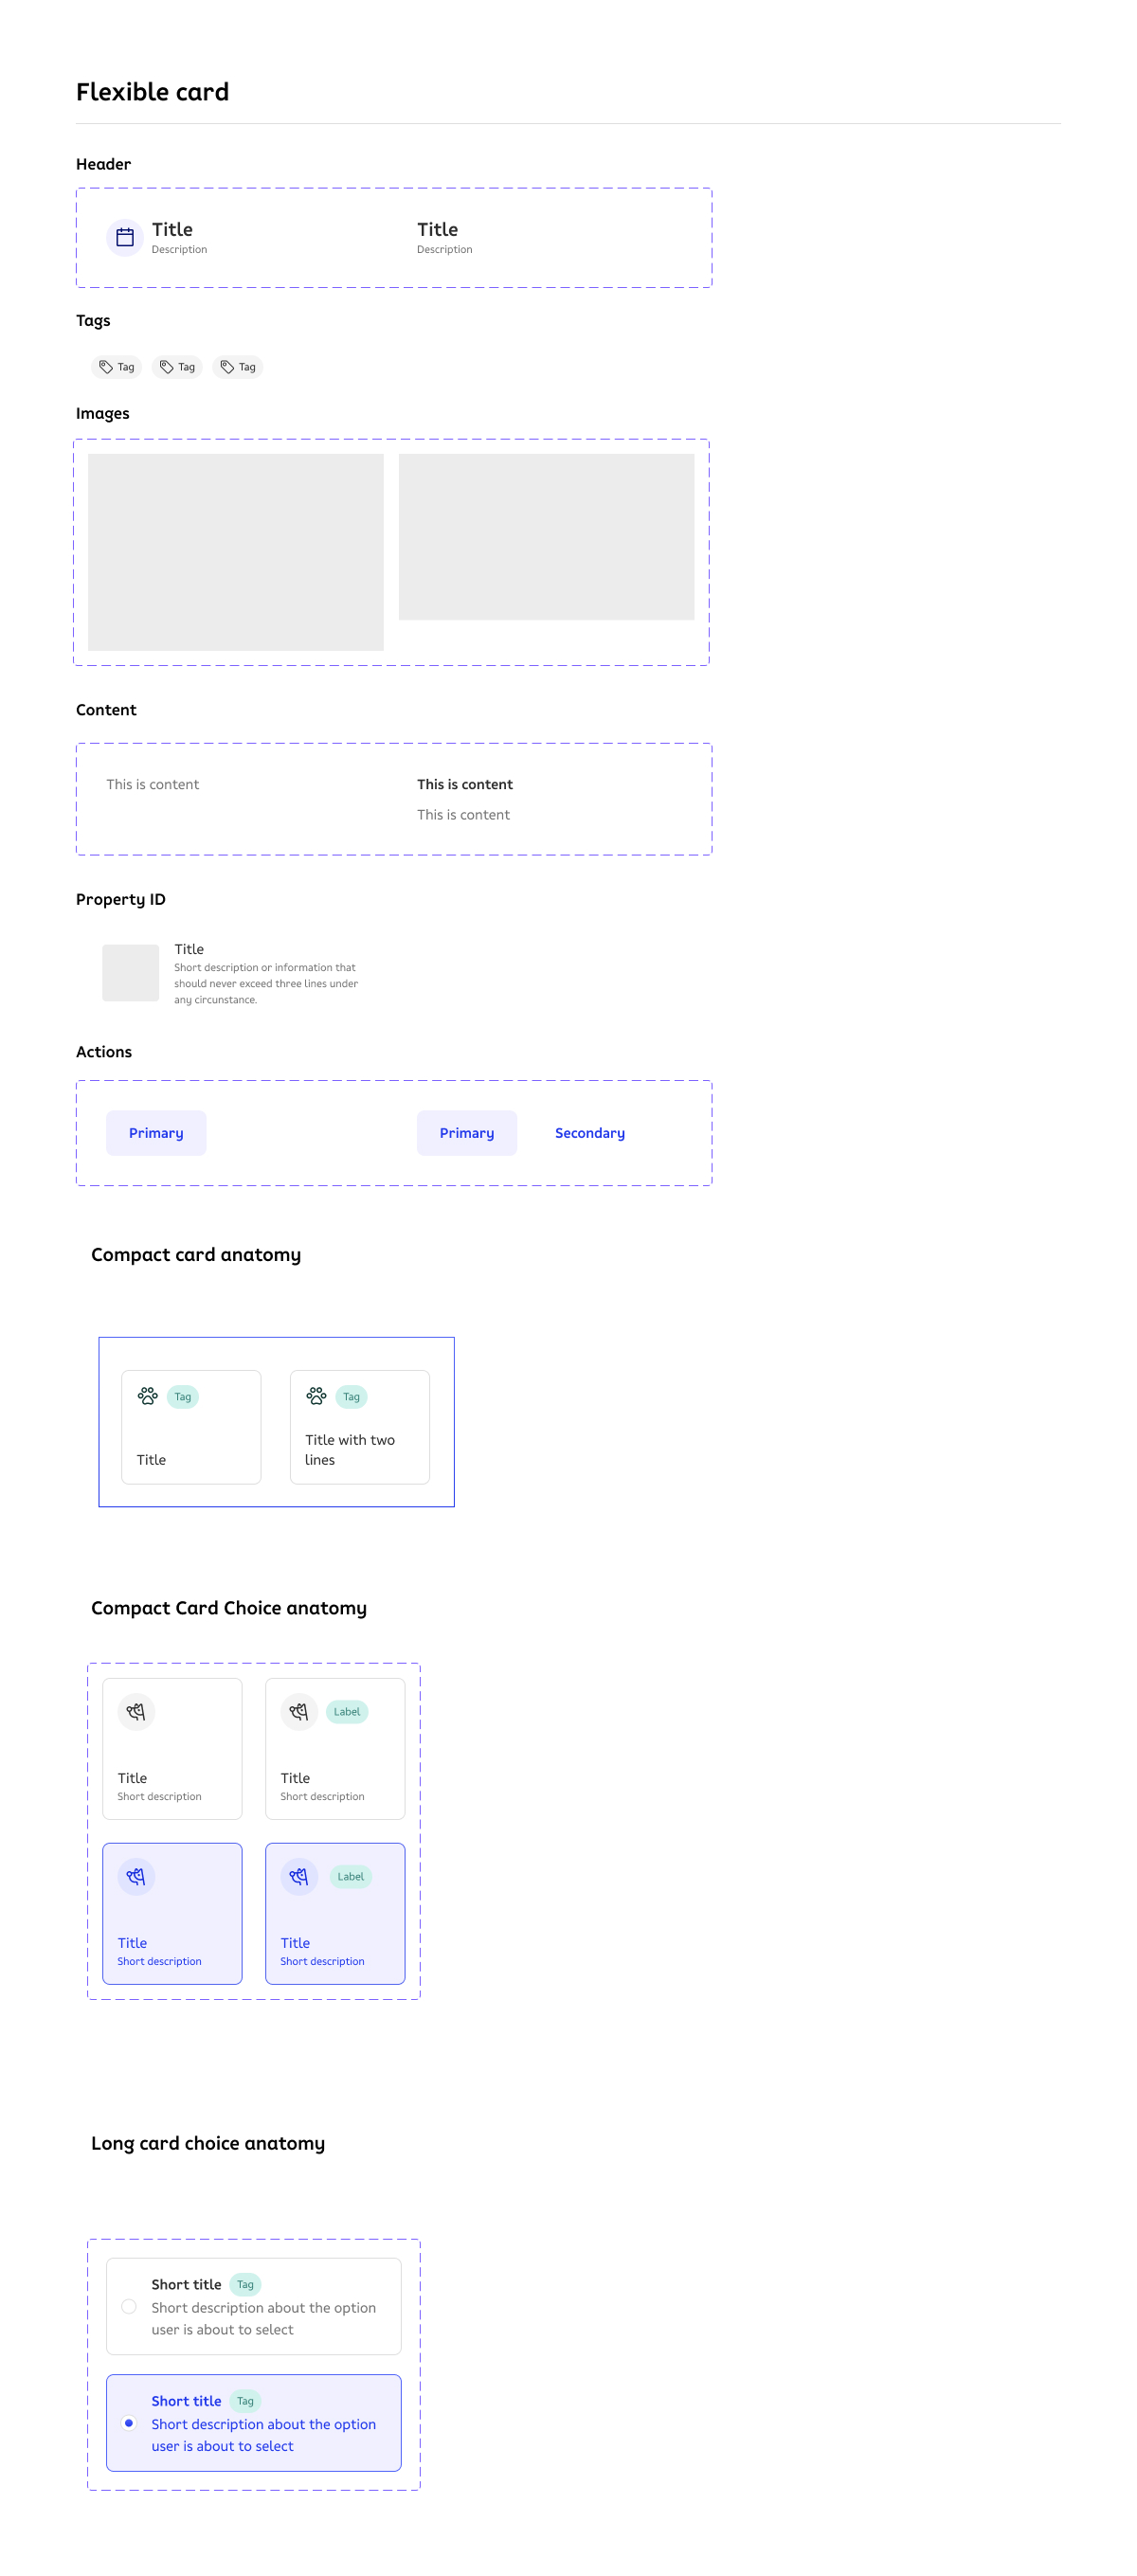 Flexible card
Header
Title
Description
Title
Description
Tags
Tag Tag Tag
Images
Content
This is content
This is content
This is content
Property ID
Title
Short description or information that
should never exceed three lines under
any circunstance.
Actions
Primary
Primary Secondary
Compact card anatomy
Tag
Title
Tag
Title with two
lines
Compact Card Choice anatomy
Title
Short description
Label
Title
Short description
Title
Short description
Label
Title
Short description
Long card choice anatomy
Short title Tag
Short description about the option
user is about to select
Short title Tag
Short description about the option
user is about to select